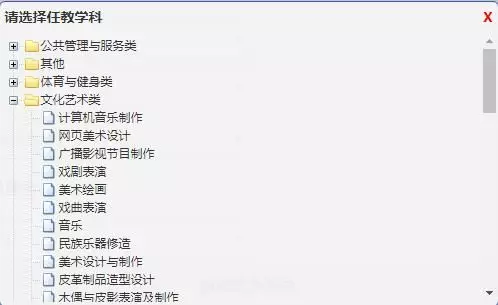 请选择任教学科 X
公共管理与服务类
其他
体育与健身类
文化艺术类
计算机音乐制作
网页美术设计
广播影视节目制作
戏剧表演
美术绘画
戏曲表演
音乐
民族乐器修造
美术设计与制作
皮革制品造型设计
木偶与皮影表演及制作